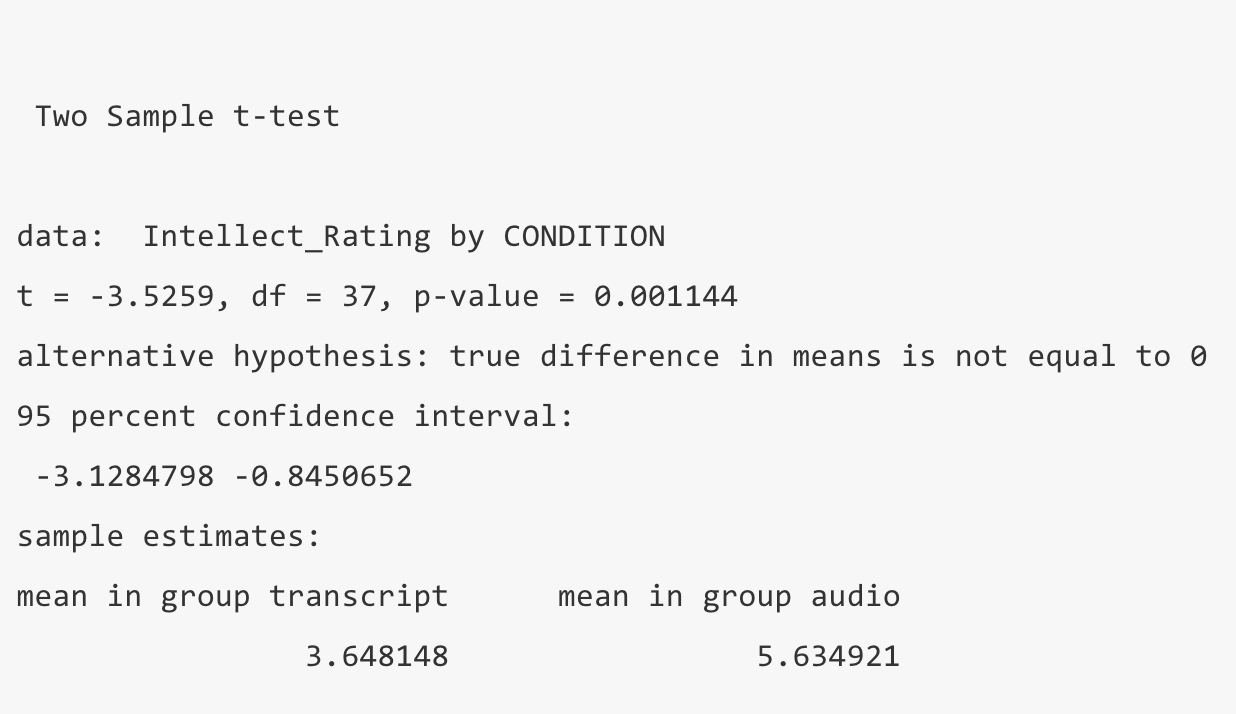 Two Sample t-test
data:  Intellect_Rating by CONDITION
t = -3.5259, df = 37, p-value = 0.001144
alternative hypothesis: true difference in means is not equal to 0
95 percent confidence interval:
-3.1284798 -0.8450652
sample estimates:
mean in group transcript      mean in group audio
3.648148                 5.634921